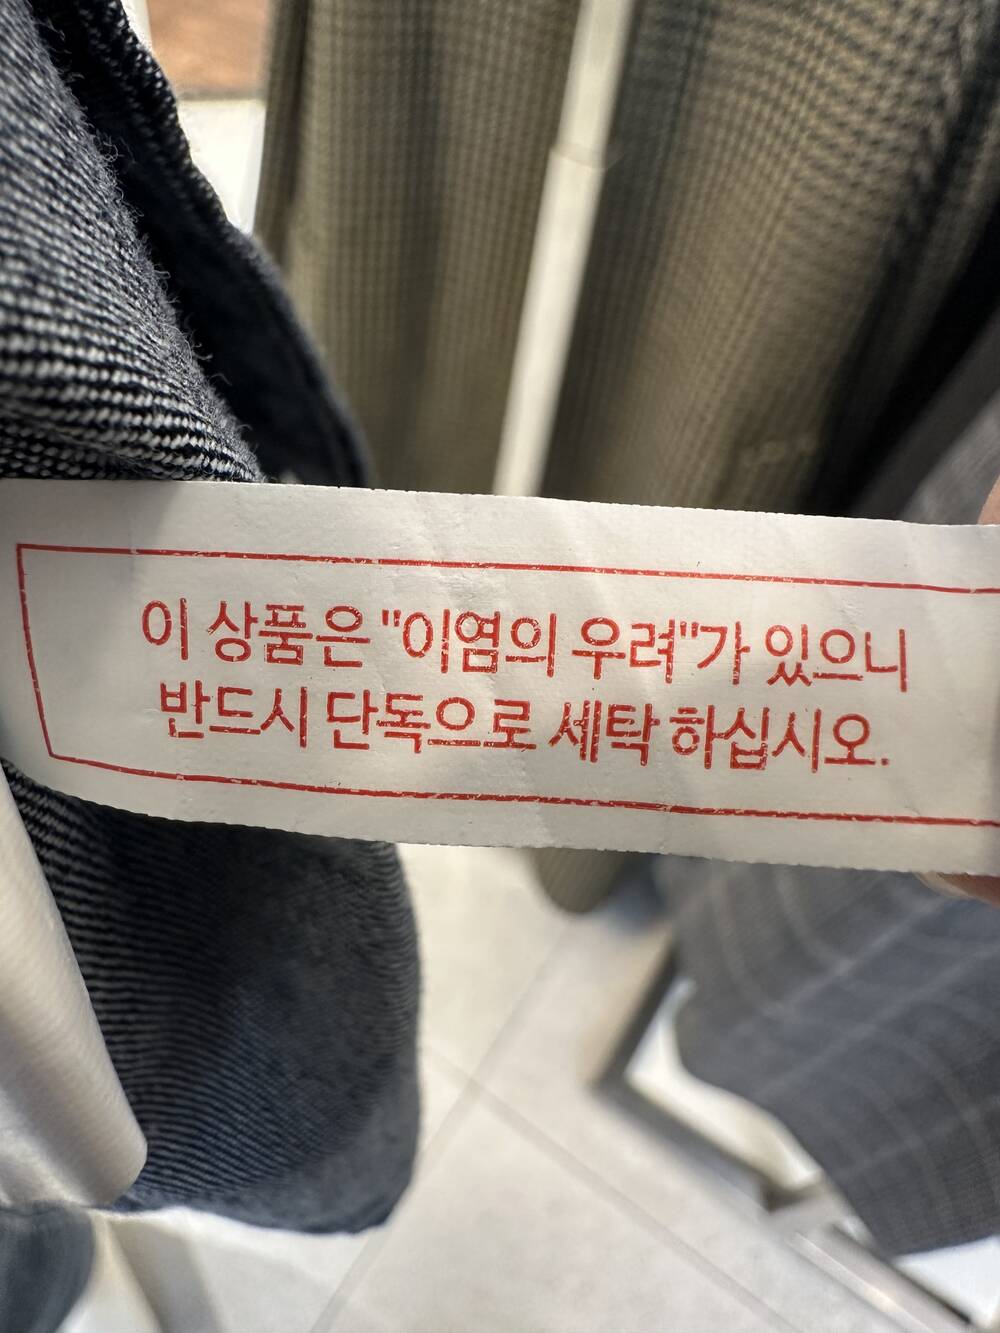 이 상품은 "이염의 우려"가 있으니
반드시 단독으로 세탁 하십시오.